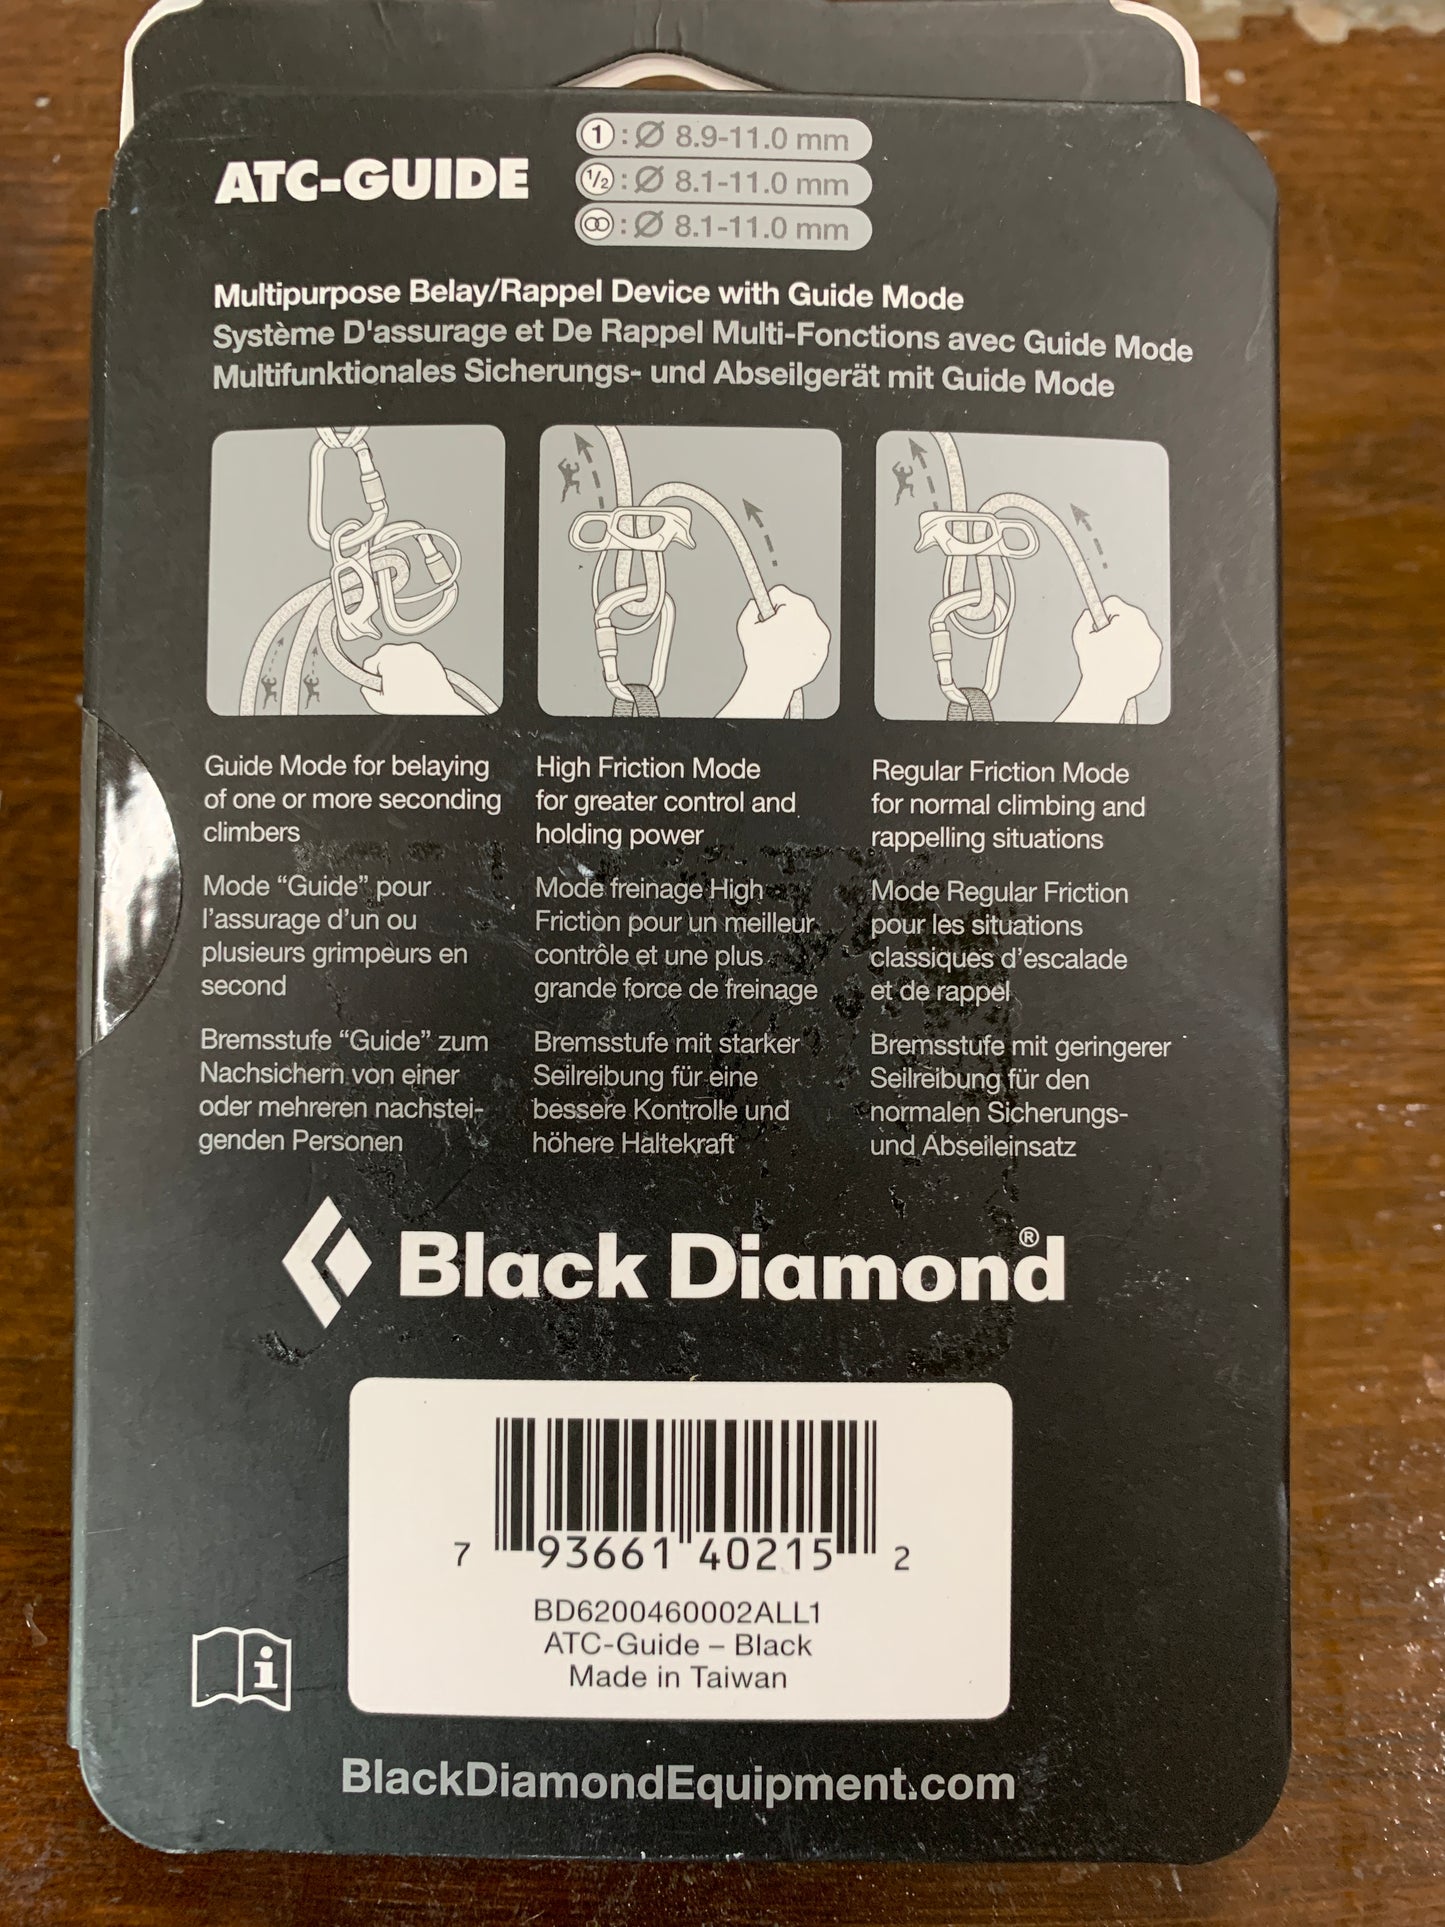 ATC-GUIDE
1 : Ø 8.9-11.0 mm
1/2 : Ø 8.1-11.0 mm
: Ø 8.1-11.0 mm
Multipurpose Belay/Rappel Device with Guide Mode
Système D'assurage et De Rappel Multi-Fonctions avec Guide Mode
Multifunktionales Sicherungs- und Abseilgerät mit Guide Mode
Guide Mode for belaying
of one or more seconding
climbers
Mode “Guide” pour
l’assurage d’un ou
plusieurs grimpeurs en
second
Bremsstufe “Guide” zum
Nachsichern von einer
oder mehreren nachstei-
genden Personen
High Friction Mode
for greater control and
holding power
Mode freinage High
Friction pour un meilleur
contrôle et une plus
grande force de freinage
Bremsstufe mit starker
Seilreibung für eine
bessere Kontrolle und
höhere Haltekraft
Regular Friction Mode
for normal climbing and
rappelling situations
Mode Regular Friction
pour les situations
classiques d’escalade
et de rappel
Bremsstufe mit geringerer
Seilreibung für den
normalen Sicherungs-
und Abseileinsatz
Black Diamond®
7 93661 40215 2
BD6200460002ALL1
ATC-Guide – Black
Made in Taiwan
i
BlackDiamondEquipment.com